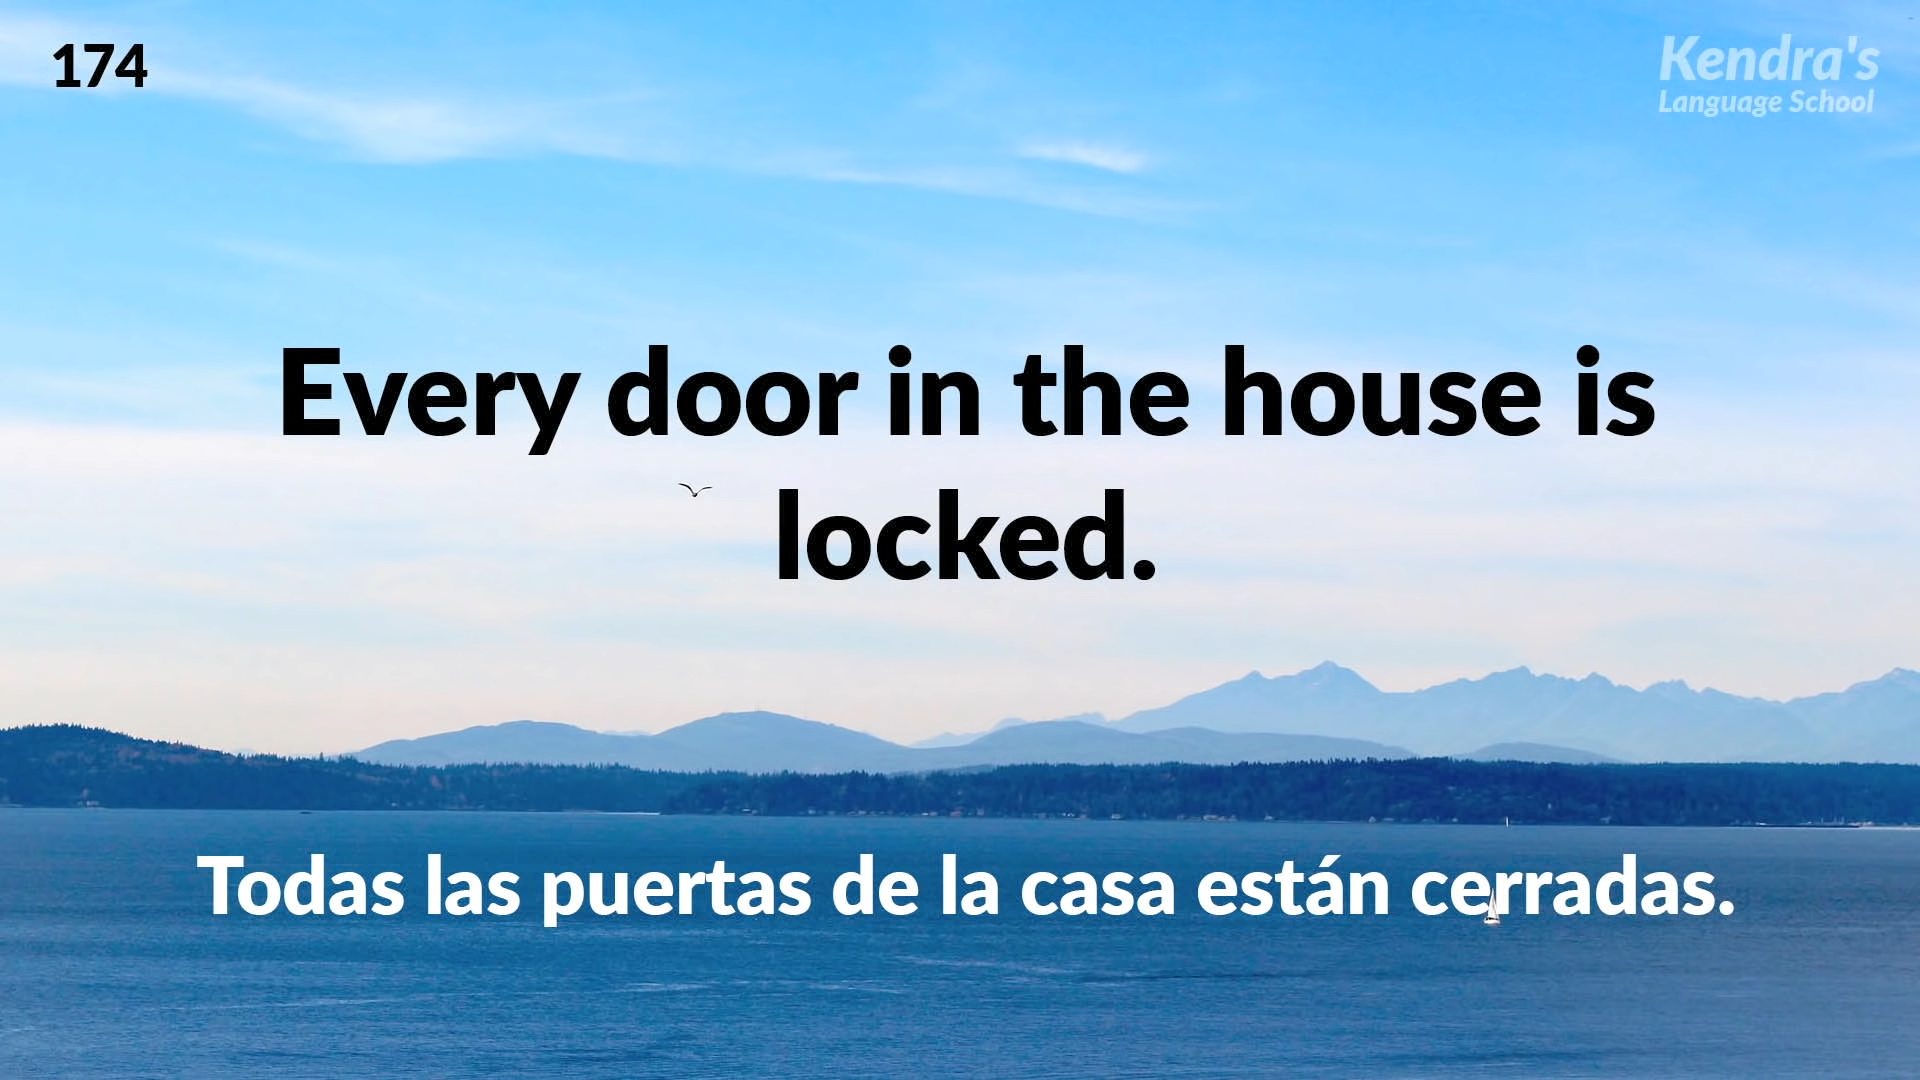 174
Kendra's
Language School
Every door in the house is
locked.
Todas las puertas de la casa están cerradas.